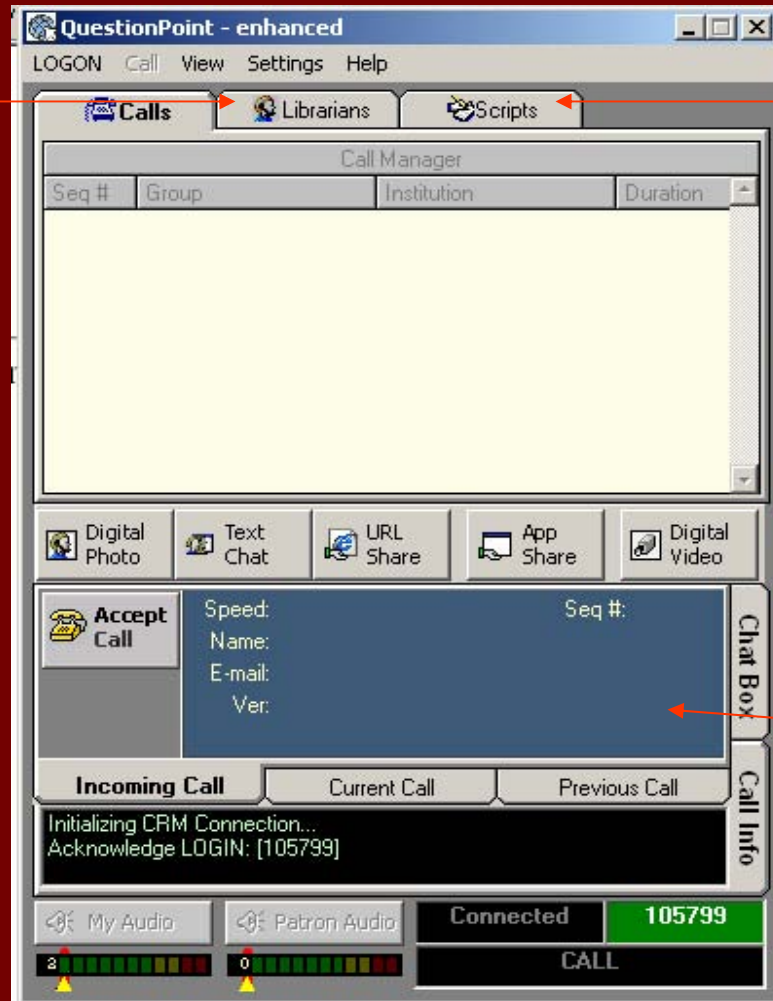 QuestionPoint - enhanced
LOGON Call View Settings Help
Calls Librarians Scripts
Call Manager
Seq # Group Institution Duration
Digital Photo Text Chat URL Share App Share Digital Video
Accept Call
Speed: Seq #:
Name:
E-mail:
Ver:
Chat Box
Incoming Call Current Call Previous Call
Call Info
Initializing CRM Connection...
Acknowledge LOGIN: [105799]
My Audio Patron Audio Connected 105799
2 0 CALL